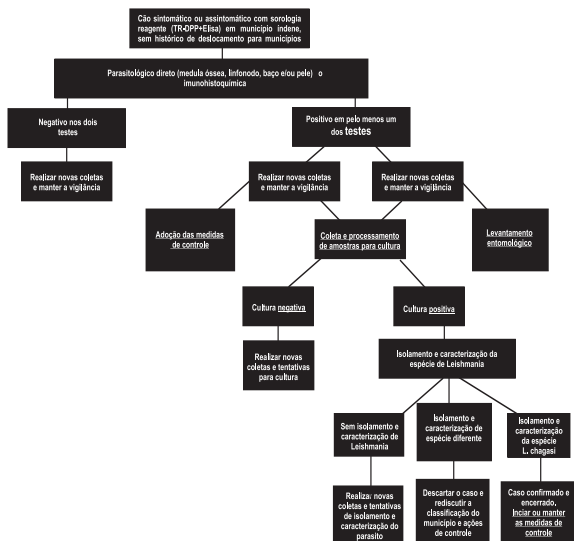 Cão sintomático ou assintomático com sorologia
reagente (TR-DPP+Elisa) em município indene,
sem histórico de deslocamento para municípios
Parasitológico direto (medula óssea, linfonodo, baço e/ou pele) o
imunohistoquímica
Negativo nos dois
testes
Positivo em pelo menos um
dos testes
Realizar novas coletas
e manter a vigilância
Realizar novas coletas
e manter a vigilância
Realizar novas coletas
e manter a vigilância
Adoção das medidas
de controle
Coleta e processamento
de amostras para cultura
Levantamento
entomológico
Cultura negativa
Cultura positiva
Realizar novas
coletas e tentativas
para cultura
Isolamento e caracterização da
espécie de Leishmania
Sem isolamento e
caracterização de
Leishmania
Isolamento e
caracterização de
espécie diferente
Isolamento e
caracterização
da espécie
L. chagasi
Realiza: novas
coletas e tentativas
de isolamento e
caracterização do
parasito
Descartar o caso e
rediscutir a
classificação do
município e ações
de controle
Caso confirmado e
encerrado,
Inciar ou manter
as medidas de
controle